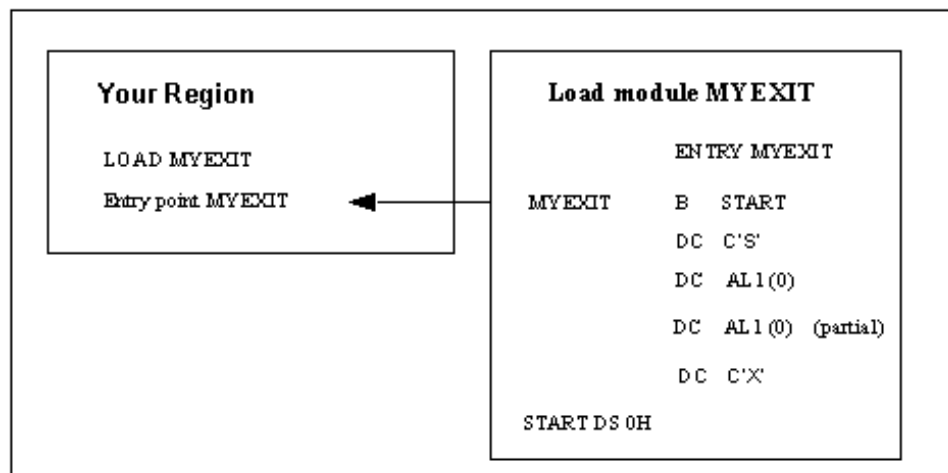 Your Region
LOAD MYEXIT
Entry point MYEXIT
Load module MYEXIT
ENTRY MYEXIT
MYEXIT B START
DC C'S'
DC AL1(0)
DC AL1(0) (partial)
DC C'X'
START DS 0H